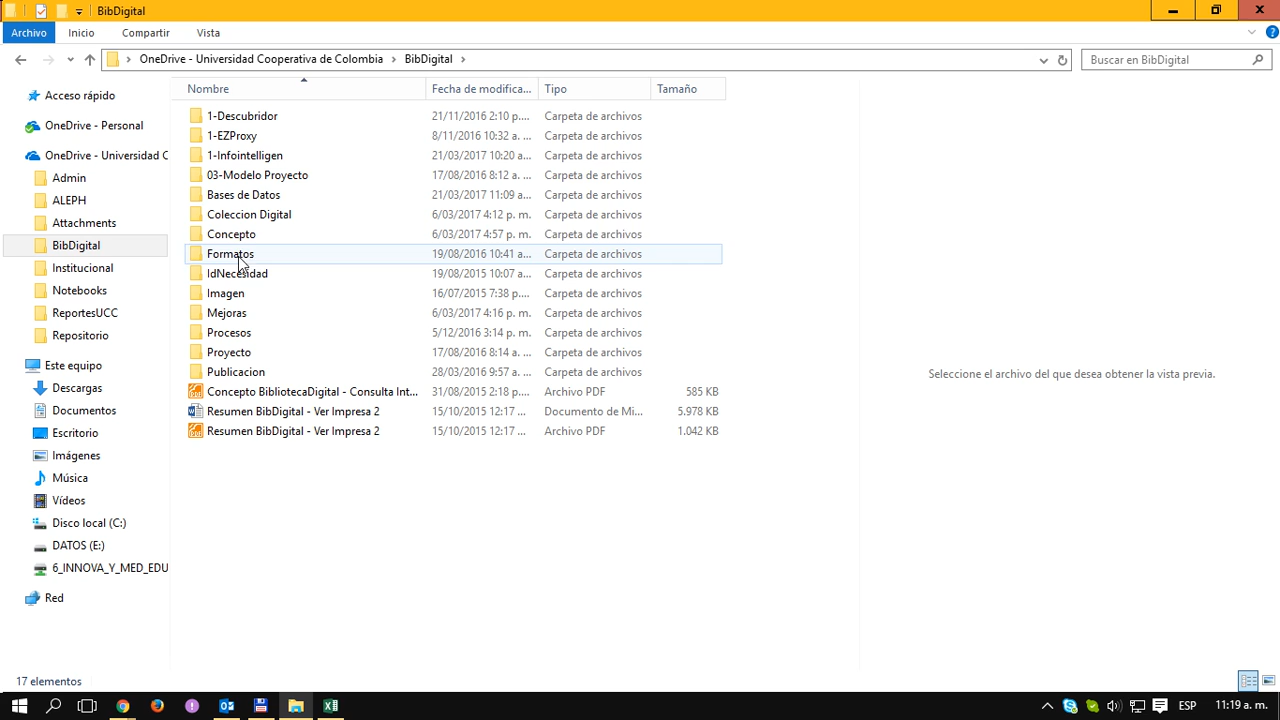 BibDigital
Archivo Inicio Compartir Vista
OneDrive - Universidad Cooperativa de Colombia BibDigital
Buscar en BibDigital
Acceso rápido
OneDrive - Personal
OneDrive - Universidad C
Admin
ALEPH
Attachments
BibDigital
Institucional
Notebooks
ReportesUCC
Repositorio
Este equipo
Descargas
Documentos
Escritorio
Imágenes
Música
Vídeos
Disco local (C:)
DATOS (E:)
6_INNOVA_Y_MED_EDU
Red
Nombre Fecha de modifica... Tipo Tamaño
1-Descubridor 21/11/2016 2:10 p.... Carpeta de archivos
1-EZProxy 8/11/2016 10:32 a. ... Carpeta de archivos
1-Infointelligen 21/03/2017 10:20 a... Carpeta de archivos
03-Modelo Proyecto 17/08/2016 8:12 a. ... Carpeta de archivos
Bases de Datos 21/03/2017 11:09 a... Carpeta de archivos
Coleccion Digital 6/03/2017 4:12 p. m. Carpeta de archivos
Concepto 6/03/2017 4:57 p. m. Carpeta de archivos
Formatos 19/08/2016 10:41 a... Carpeta de archivos
IdNecesidad 19/08/2015 10:07 a... Carpeta de archivos
Imagen 16/07/2015 7:38 p.... Carpeta de archivos
Mejoras 6/03/2017 4:16 p. m. Carpeta de archivos
Procesos 5/12/2016 3:14 p. m. Carpeta de archivos
Proyecto 17/08/2016 8:14 a. ... Carpeta de archivos
Publicacion 28/03/2016 9:57 a. ... Carpeta de archivos
Concepto BibliotecaDigital - Consulta Int... 31/08/2015 2:18 p.... Archivo PDF 585 KB
Resumen BibDigital - Ver Impresa 2 15/10/2015 12:17 ... Documento de Mi... 5.978 KB
Resumen BibDigital - Ver Impresa 2 15/10/2015 12:17 ... Archivo PDF 1.042 KB
Seleccione el archivo del que desea obtener la vista previa.
17 elementos
ESP 11:19 a. m.